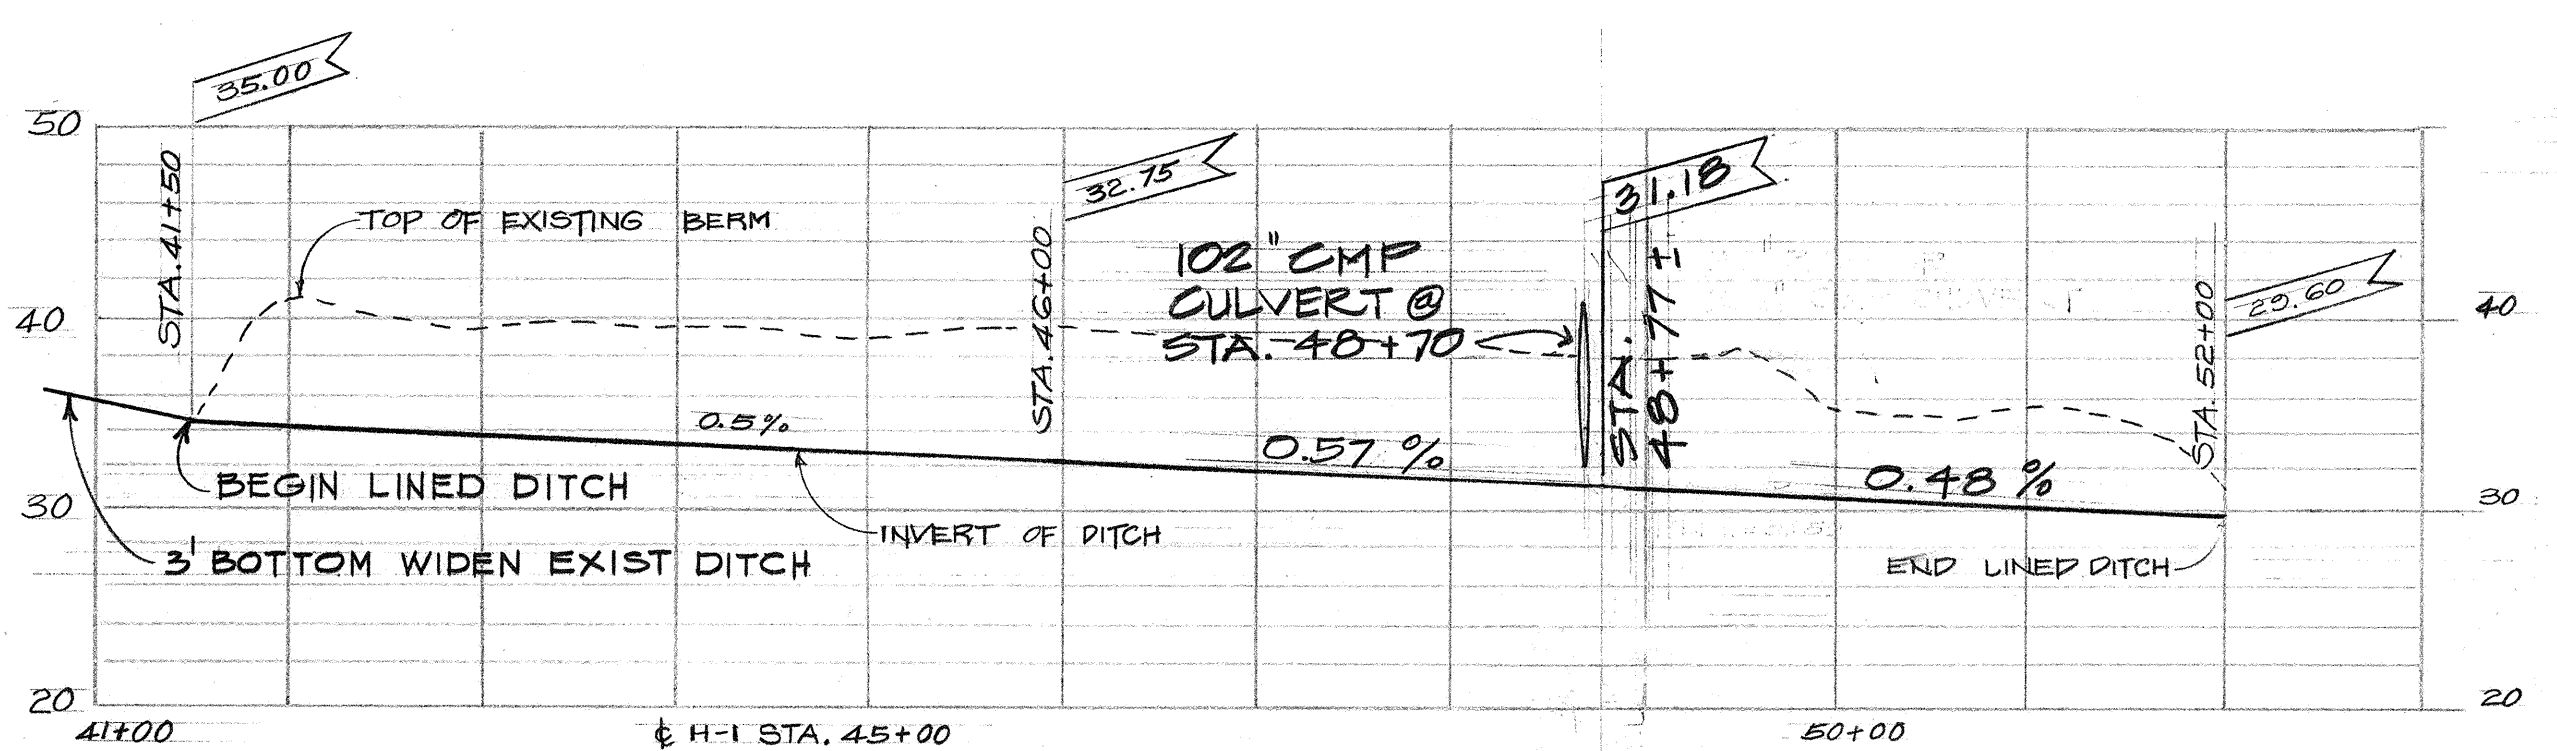 35.00
50
STA. 41+50
TOP OF EXISTING BERM
32.75
STA. 46+00
102" CMP
CULVERT @
STA. 48+70
31.18
STA.
48+77 ±
29.60
STA. 52+00
40
40
0.5%
0.57 %
0.48 %
BEGIN LINED DITCH
30
30
INVERT OF DITCH
3' BOTTOM WIDEN EXIST DITCH
END LINED DITCH
20
20
41+00
℄ H-1 STA. 45+00
50+00